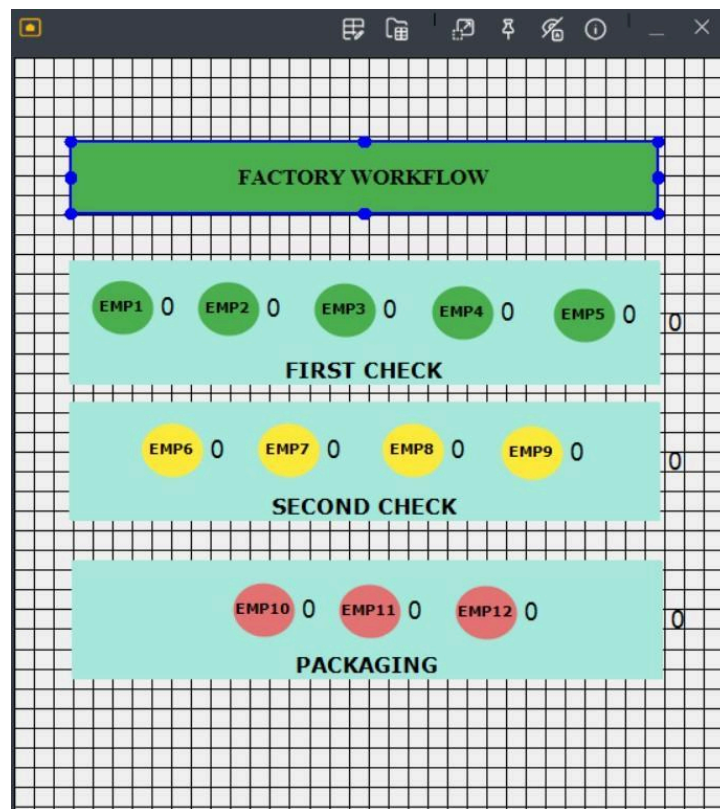 FACTORY WORKFLOW
EMP1 0 EMP2 0 EMP3 0 EMP4 0 EMP5 0 0
FIRST CHECK
EMP6 0 EMP7 0 EMP8 0 EMP9 0 0
SECOND CHECK
EMP10 0 EMP11 0 EMP12 0 0
PACKAGING